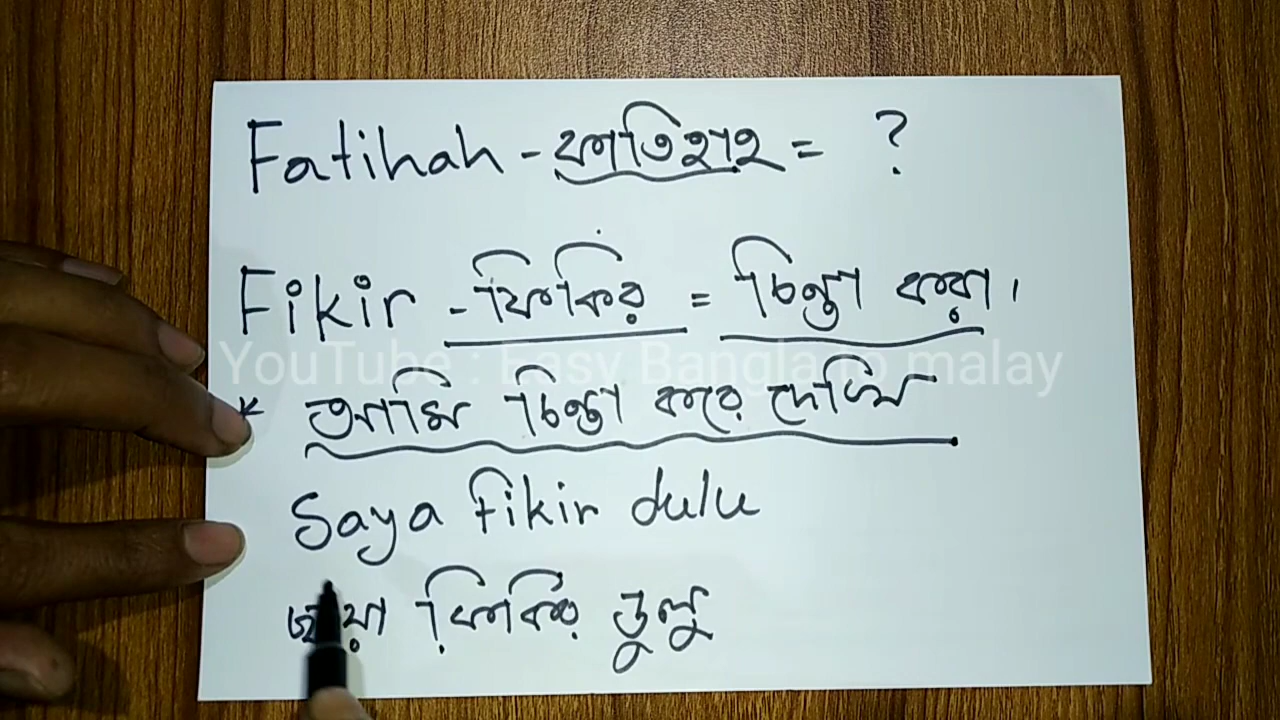 Fatihah - ফাতিহাহ = ?
Fikir - ফিকির = চিন্তা করা।
YouTube : Easy Bangla to malay
* আমি চিন্তা করে দেখি
Saya fikir dulu
ছায়া ফিকির ডুলু